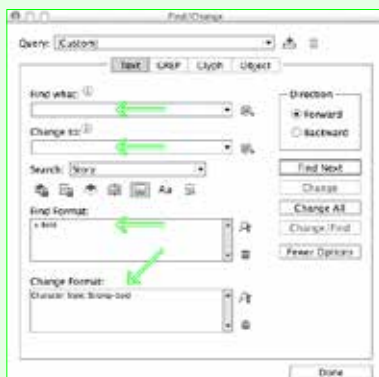 Find/Change
Query: [Custom]
Text GREP Glyph Object
Find what:
Change to:
Search: Story
Aa
Find Format:
+ Bold
Change Format:
Character Style: Strong-bold
Direction
Forward
Backward
Find Next
Change
Change All
Change/Find
Fewer Options
Done